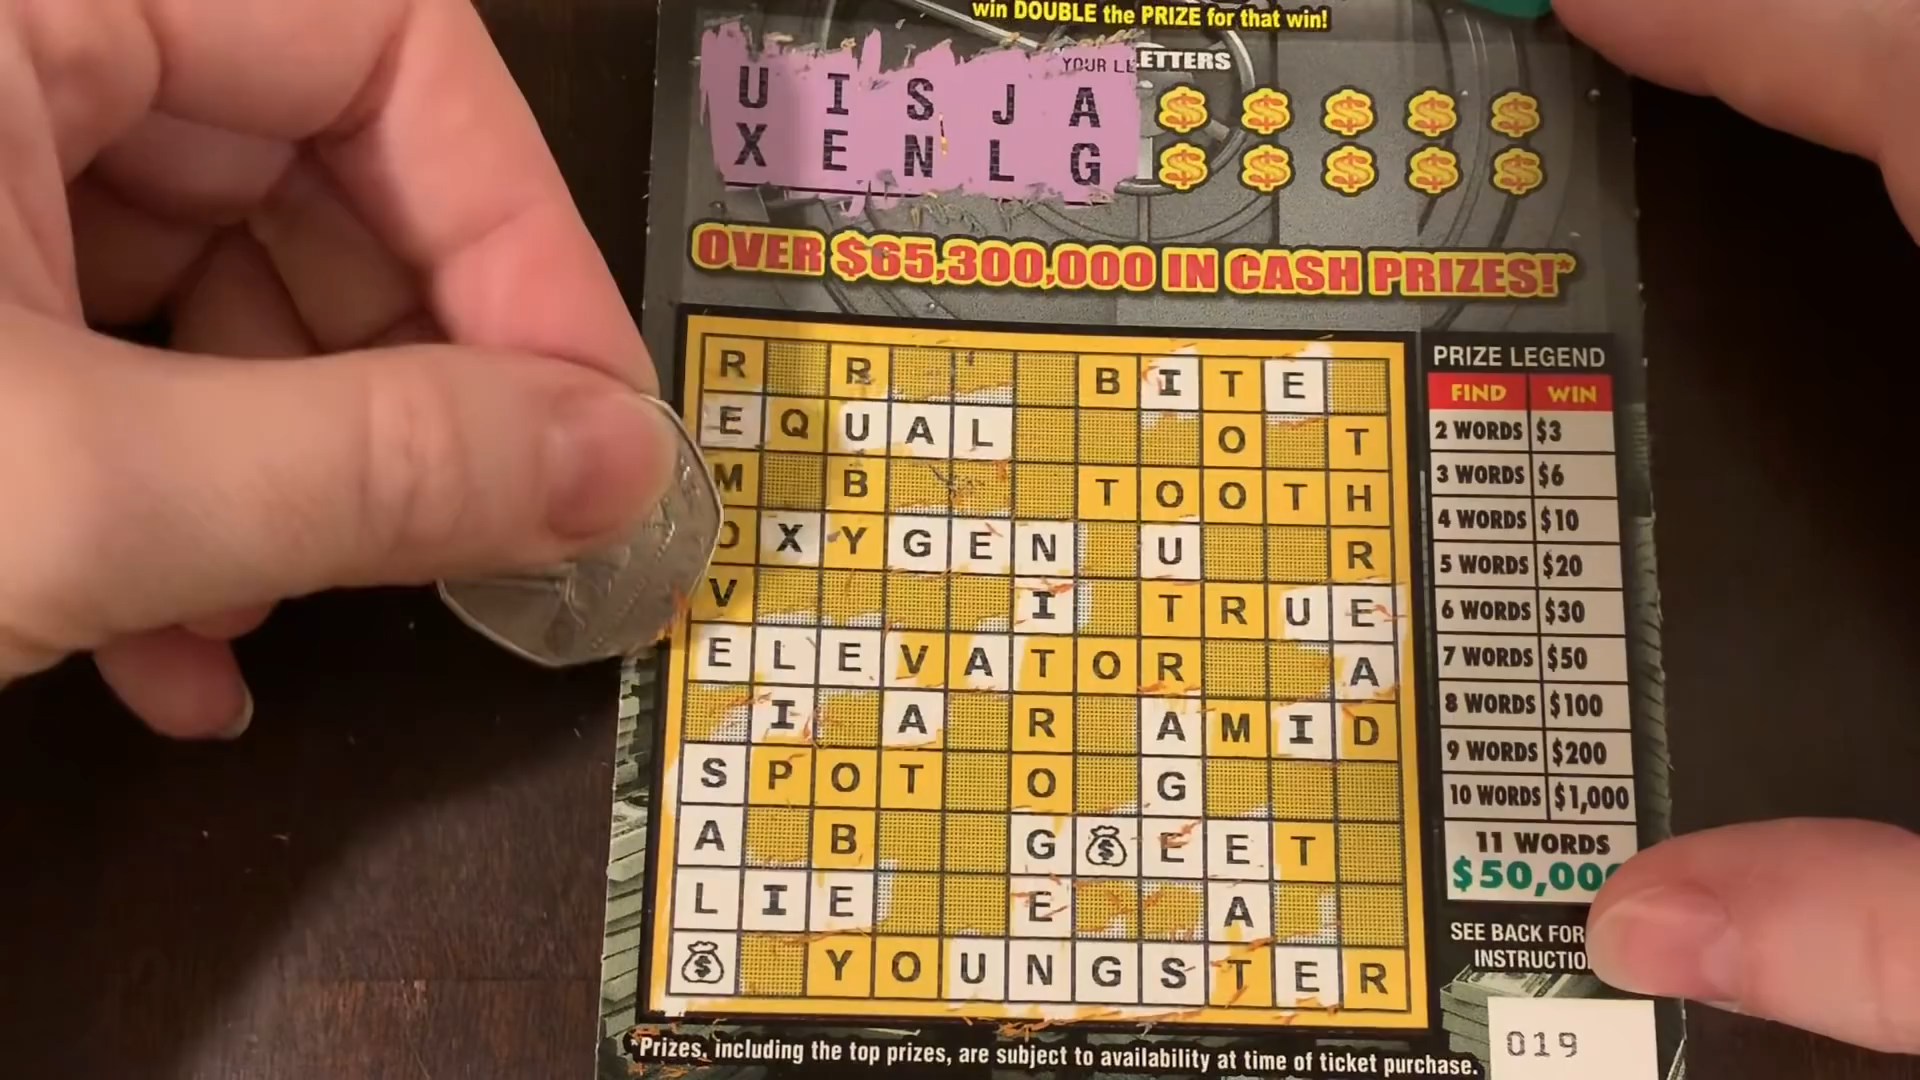 win DOUBLE the PRIZE for that win!
YOUR LETTERS
U I S J A
X E N L G
OVER $65,300,000 IN CASH PRIZES!*
PRIZE LEGEND
FIND WIN
2 WORDS $3
3 WORDS $6
4 WORDS $10
5 WORDS $20
6 WORDS $30
7 WORDS $50
8 WORDS $100
9 WORDS $200
10 WORDS $1,000
11 WORDS
$50,000
R R B I T E
E Q U A L O T
M B T O O T H
O X Y G E N U R
V I T R U E
E L E V A T O R A
I A R A M I D
S P O T O G
A B G E E T
L I E E A
Y O U N G S T E R
SEE BACK FOR
*Prizes, including the top prizes, are subject to availability at time of ticket purchase.
019